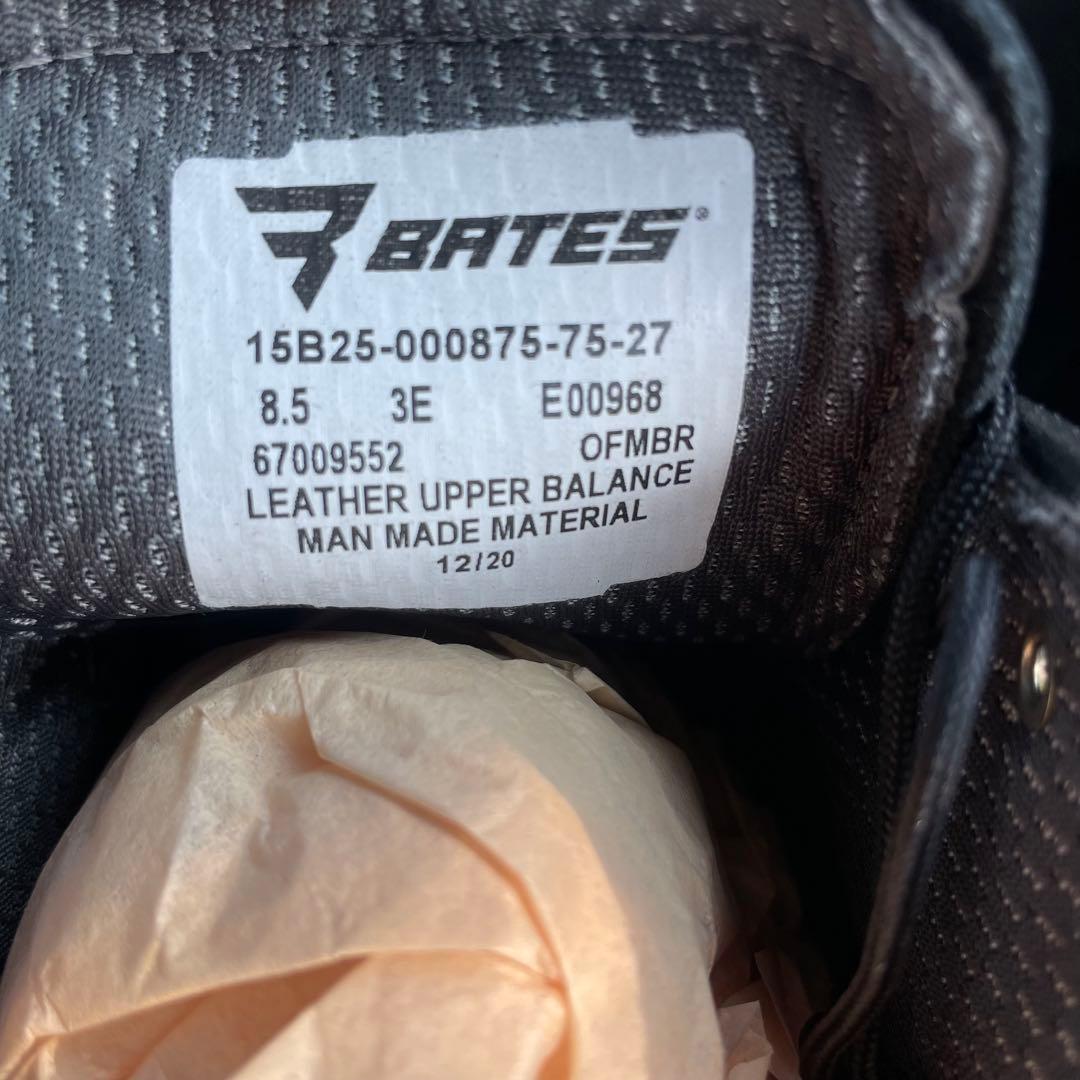 BATES®
15B25-000875-75-27
8.5 3E E00968
67009552 OFMBR
LEATHER UPPER BALANCE
MAN MADE MATERIAL
12/20